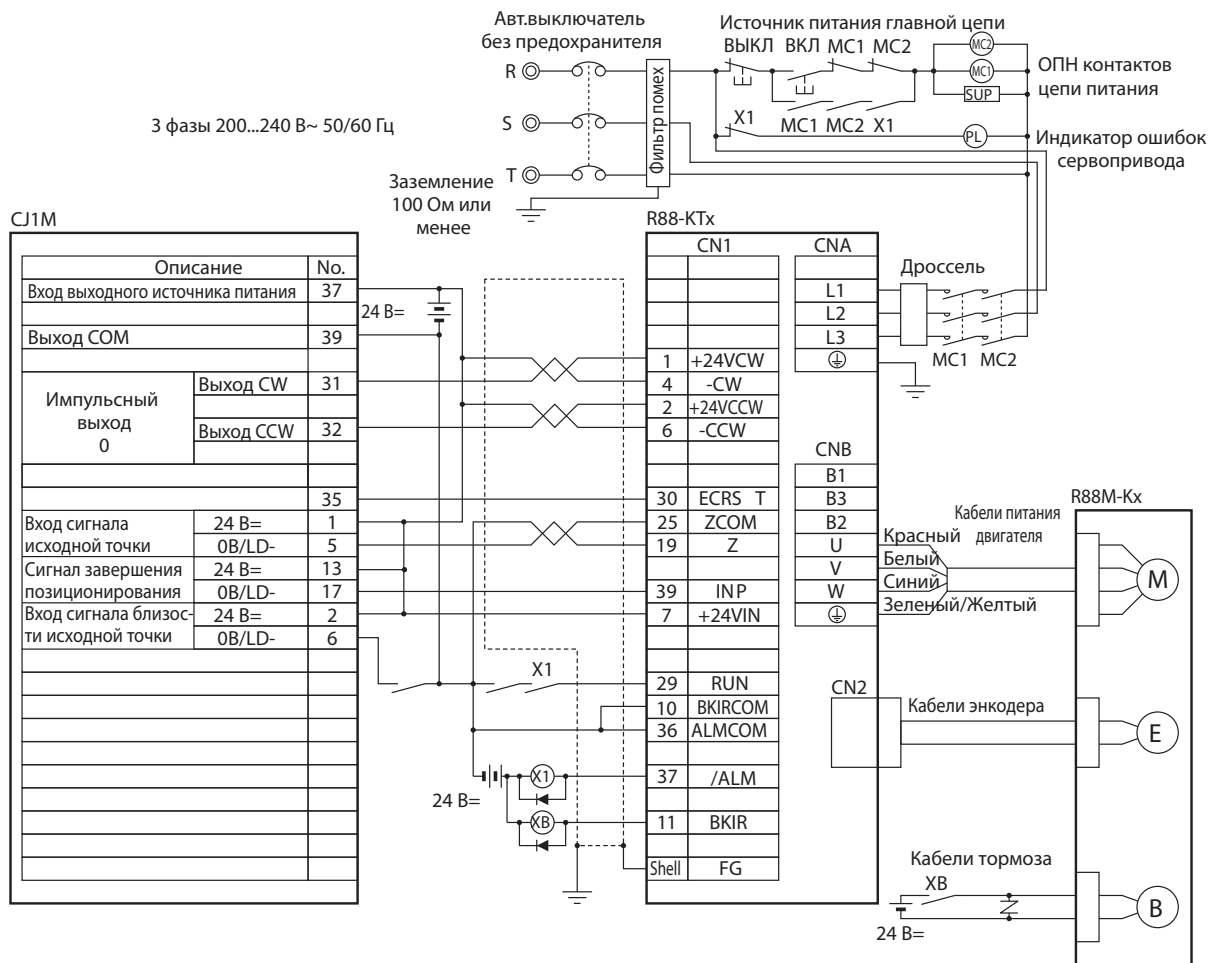 Авт.выключатель
без предохранителя
Источник питания главной цепи
ВЫКЛ ВКЛ MC1 MC2
MC2
MC1
SUP
ОПН контактов
цепи питания
R
S
T
Фильтр помех
X1
MC1 MC2 X1
PL
Индикатор ошибок
сервопривода
3 фазы 200...240 В~ 50/60 Гц
Заземление
100 Ом или
менее
CJ1M
Описание No.
Вход выходного источника питания 37
Выход COM 39
Импульсный
выход
0
Выход CW 31
Выход CCW 32
35
Вход сигнала
исходной точки
24 В= 1
0В/LD- 5
Сигнал завершения
позиционирования
24 В= 13
0В/LD- 17
Вход сигнала близос-
ти исходной точки
24 В= 2
0В/LD- 6
24 В=
X1
24 В=
X1
XB
R88-KTx
CN1
1 +24VCW
4 -CW
2 +24VCCW
6 -CCW
30 ECRS T
25 ZCOM
19 Z
39 INP
7 +24VIN
29 RUN
10 BKIRCOM
36 ALMCOM
37 /ALM
11 BKIR
Shell FG
CNA
L1
L2
L3
Дроссель
MC1 MC2
CNB
B1
B3
B2
U
V
W
Красный
Белый
Синий
Зеленый/Желтый
Кабели питания
двигателя
R88M-Kx
M
CN2
Кабели энкодера
E
Кабели тормоза
XB
24 В=
B